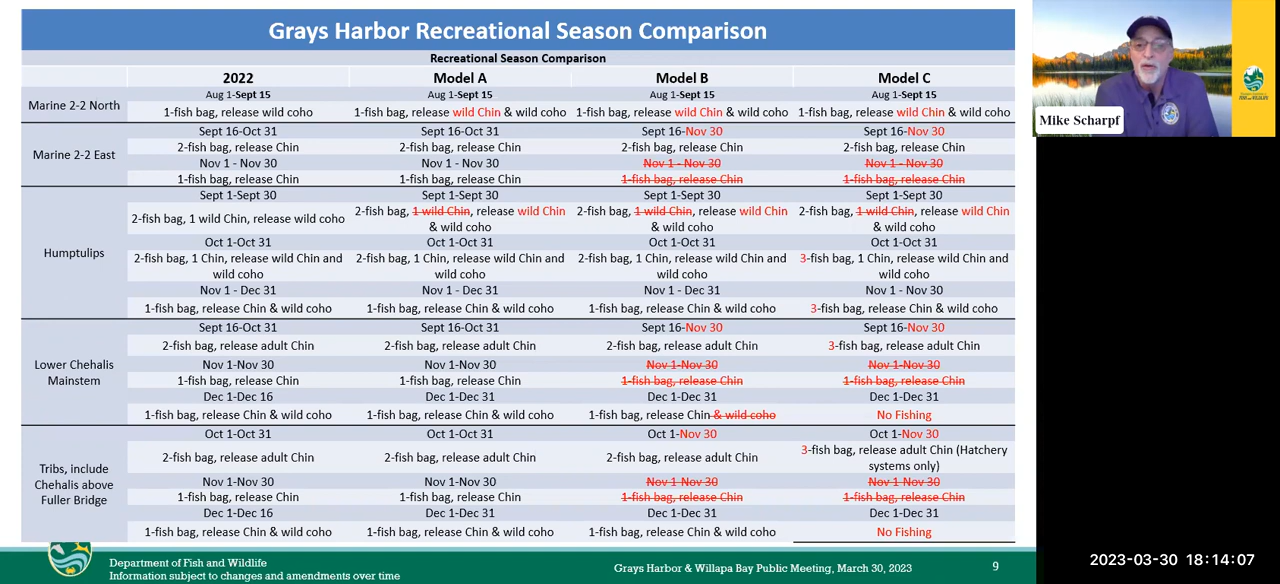 Grays Harbor Recreational Season Comparison
Recreational Season Comparison
2022 Model A Model B Model C
Marine 2-2 North
Aug 1-Sept 15 Aug 1-Sept 15 Aug 1-Sept 15 Aug 1-Sept 15
1-fish bag, release wild coho 1-fish bag, release wild Chin & wild coho 1-fish bag, release wild Chin & wild coho 1-fish bag, release wild Chin & wild coho
Marine 2-2 East
Sept 16-Oct 31 Sept 16-Oct 31 Sept 16-Nov 30 Sept 16-Nov 30
2-fish bag, release Chin 2-fish bag, release Chin 2-fish bag, release Chin 2-fish bag, release Chin
Nov 1 - Nov 30 Nov 1 - Nov 30 Nov 1 - Nov 30 Nov 1 - Nov 30
1-fish bag, release Chin 1-fish bag, release Chin 1-fish bag, release Chin 1-fish bag, release Chin
Humptulips
Sept 1-Sept 30 Sept 1-Sept 30 Sept 1-Sept 30 Sept 1-Sept 30
2-fish bag, 1 wild Chin, release wild coho 2-fish bag, 1 wild Chin, release wild Chin 2-fish bag, 1 wild Chin, release wild Chin 2-fish bag, 1 wild Chin, release wild Chin
& wild coho & wild coho & wild coho
Oct 1-Oct 31 Oct 1-Oct 31 Oct 1-Oct 31 Oct 1-Oct 31
2-fish bag, 1 Chin, release wild Chin and 2-fish bag, 1 Chin, release wild Chin and 2-fish bag, 1 Chin, release wild Chin and 3-fish bag, 1 Chin, release wild Chin and
wild coho wild coho wild coho wild coho
Nov 1 - Dec 31 Nov 1 - Dec 31 Nov 1 - Dec 31 Nov 1 - Nov 30
1-fish bag, release Chin & wild coho 1-fish bag, release Chin & wild coho 1-fish bag, release Chin & wild coho 3-fish bag, release Chin & wild coho
Lower Chehalis
Mainstem
Sept 16-Oct 31 Sept 16-Oct 31 Sept 16-Nov 30 Sept 16-Nov 30
2-fish bag, release adult Chin 2-fish bag, release adult Chin 2-fish bag, release adult Chin 3-fish bag, release adult Chin
Nov 1-Nov 30 Nov 1-Nov 30 Nov 1-Nov 30 Nov 1-Nov 30
1-fish bag, release Chin 1-fish bag, release Chin 1-fish bag, release Chin 1-fish bag, release Chin
Dec 1-Dec 16 Dec 1-Dec 31 Dec 1-Dec 31 Dec 1-Dec 31
1-fish bag, release Chin & wild coho 1-fish bag, release Chin & wild coho 1-fish bag, release Chin & wild coho No Fishing
Tribs, include
Chehalis above
Fuller Bridge
Oct 1-Oct 31 Oct 1-Oct 31 Oct 1-Nov 30 Oct 1-Nov 30
2-fish bag, release adult Chin 2-fish bag, release adult Chin 2-fish bag, release adult Chin 3-fish bag, release adult Chin (Hatchery
systems only)
Nov 1-Nov 30 Nov 1-Nov 30 Nov 1-Nov 30 Nov 1-Nov 30
1-fish bag, release Chin 1-fish bag, release Chin 1-fish bag, release Chin 1-fish bag, release Chin
Dec 1-Dec 16 Dec 1-Dec 31 Dec 1-Dec 31 Dec 1-Dec 31
1-fish bag, release Chin & wild coho 1-fish bag, release Chin & wild coho 1-fish bag, release Chin & wild coho No Fishing
Department of Fish and Wildlife
Information subject to changes and amendments over time
Grays Harbor & Willapa Bay Public Meeting, March 30, 2023
9
Mike Scharpf
2023-03-30 18:14:07